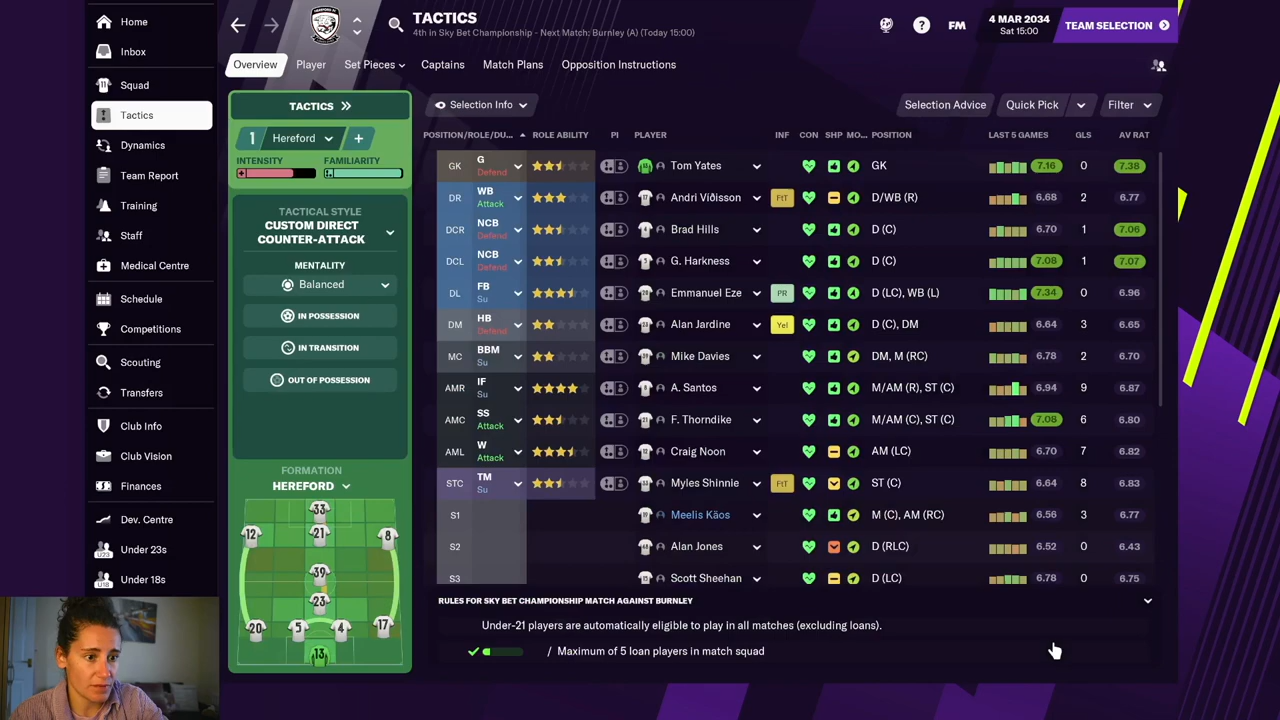 Home
Inbox
Squad
Tactics
Dynamics
Team Report
Training
Staff
Medical Centre
Schedule
Competitions
Scouting
Transfers
Club Info
Club Vision
Finances
Dev. Centre
Under 23s
Under 18s
TACTICS
4th in Sky Bet Championship - Next Match: Burnley (A) (Today 15:00)
FM
4 MAR 2034
Sat 15:00
TEAM SELECTION
Overview Player Set Pieces Captains Match Plans Opposition Instructions
TACTICS
1 Hereford +
INTENSITY FAMILIARITY
TACTICAL STYLE
CUSTOM DIRECT
COUNTER-ATTACK
MENTALITY
Balanced
IN POSSESSION
IN TRANSITION
OUT OF POSSESSION
FORMATION
HEREFORD
33
21
12 8
39
23
20 5 4 17
13
Selection Info Selection Advice Quick Pick Filter
POSITION/ROLE/DU... ROLE ABILITY PI PLAYER INF CON SHP MO... POSITION LAST 5 GAMES GLS AV RAT
GK G Defend Tom Yates GK 7.16 0 7.38
DR WB Attack Andri Viðisson FtT D/WB (R) 6.68 2 6.77
DCR NCB Defend Brad Hills D (C) 6.70 1 7.06
DCL NCB Defend G. Harkness D (C) 7.08 1 7.07
DL FB Su Emmanuel Eze PR D (LC), WB (L) 7.34 0 6.96
DM HB Defend Alan Jardine Yel D (C), DM 6.64 3 6.65
MC BBM Su Mike Davies DM, M (RC) 6.78 2 6.70
AMR IF Su A. Santos M/AM (R), ST (C) 6.94 9 6.87
AMC SS Attack F. Thorndike M/AM (C), ST (C) 7.08 6 6.80
AML W Attack Craig Noon AM (LC) 6.70 7 6.82
STC TM Su Myles Shinnie FtT ST (C) 6.64 8 6.83
S1 Meelis Käos M (C), AM (RC) 6.56 3 6.77
S2 Alan Jones D (RLC) 6.52 0 6.43
S3 Scott Sheehan D (LC) 6.78 0 6.75
RULES FOR SKY BET CHAMPIONSHIP MATCH AGAINST BURNLEY
Under-21 players are automatically eligible to play in all matches (excluding loans).
/ Maximum of 5 loan players in match squad